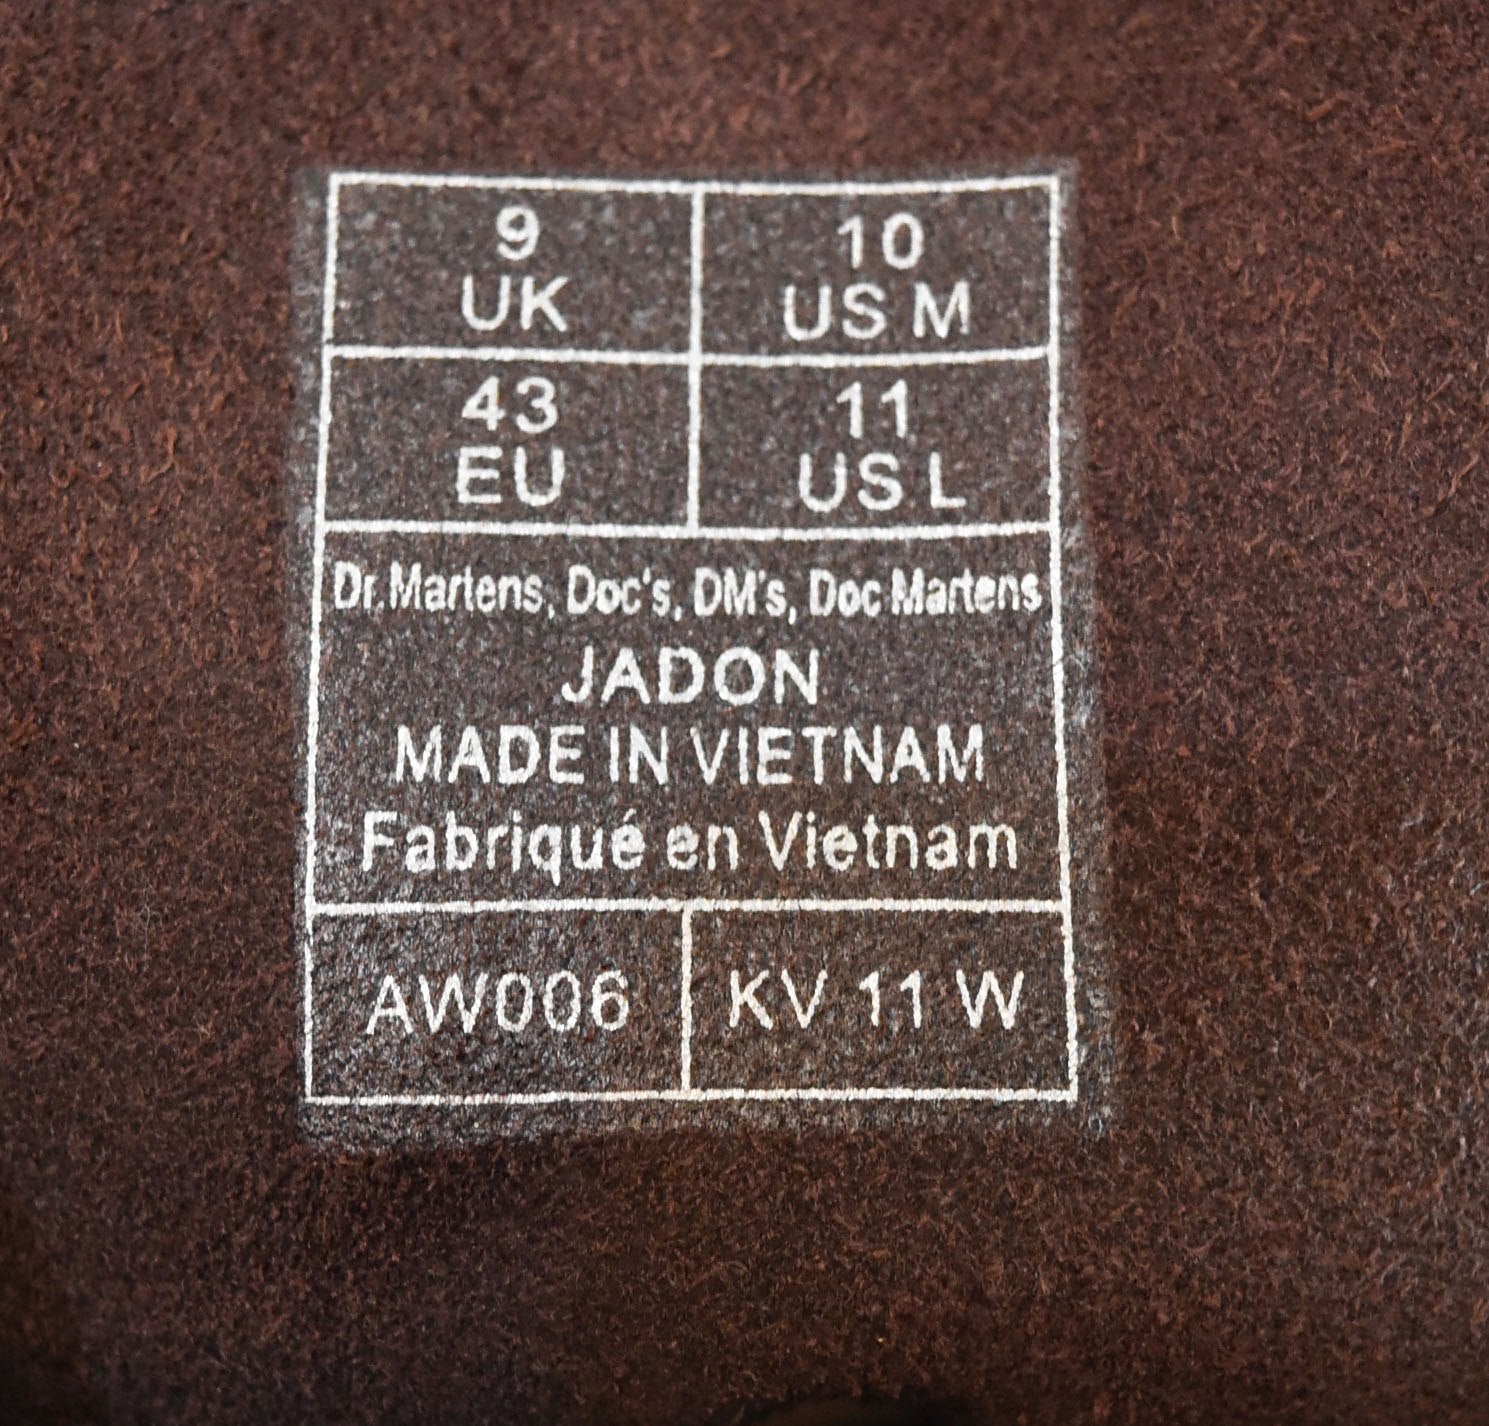 9
UK
10
US M
43
EU
11
US L
Dr. Martens, Doc's, DM's, Doc Martens
JADON
MADE IN VIETNAM
Fabriqué en Vietnam
AW006
KV 11 W